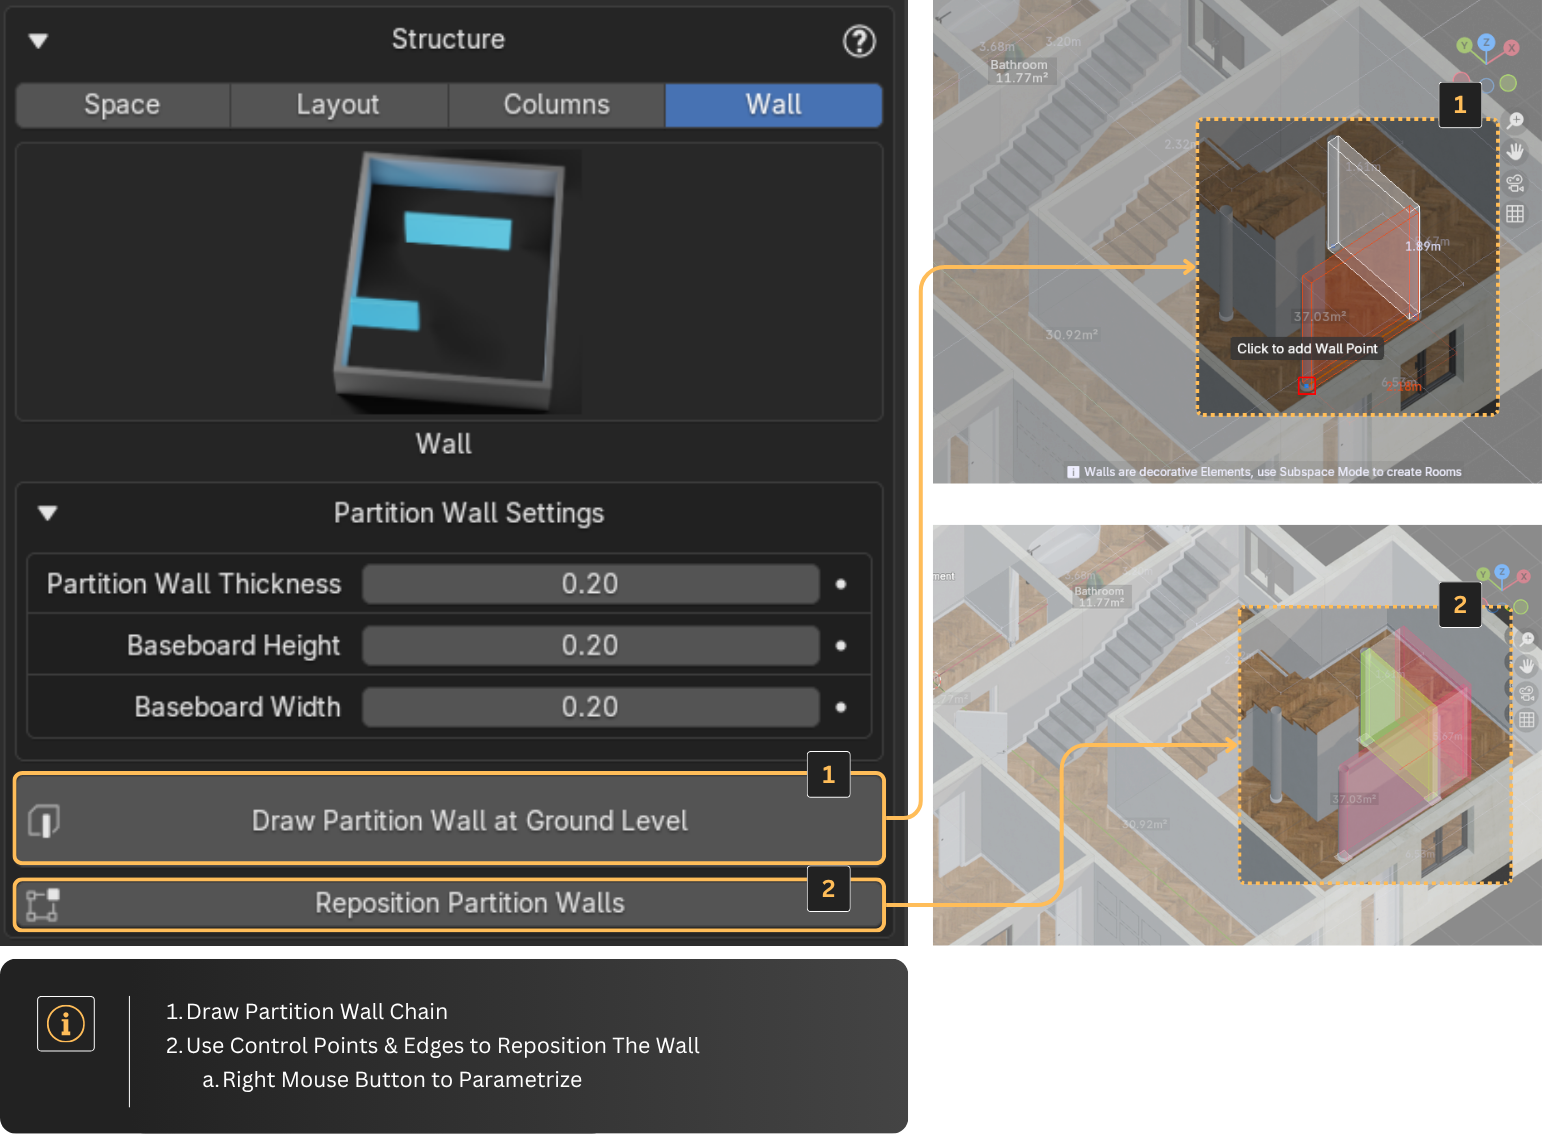 Structure
?
Space
Layout
Columns
Wall
Wall
Partition Wall Settings
Partition Wall Thickness 0.20
Baseboard Height 0.20
Baseboard Width 0.20
1
Draw Partition Wall at Ground Level
2
Reposition Partition Walls
i
1. Draw Partition Wall Chain
2. Use Control Points & Edges to Reposition The Wall
a. Right Mouse Button to Parametrize
3.68m
3.20m
Bathroom
11.77m²
Y
Z
X
1
2.32m
1.89m
37.03m²
30.92m²
Click to add Wall Point
Walls are decorative Elements, use Subspace Mode to create Rooms
ment
3.68m
Bathroom
11.77m²
Y
Z
X
2
37.03m²
30.92m²